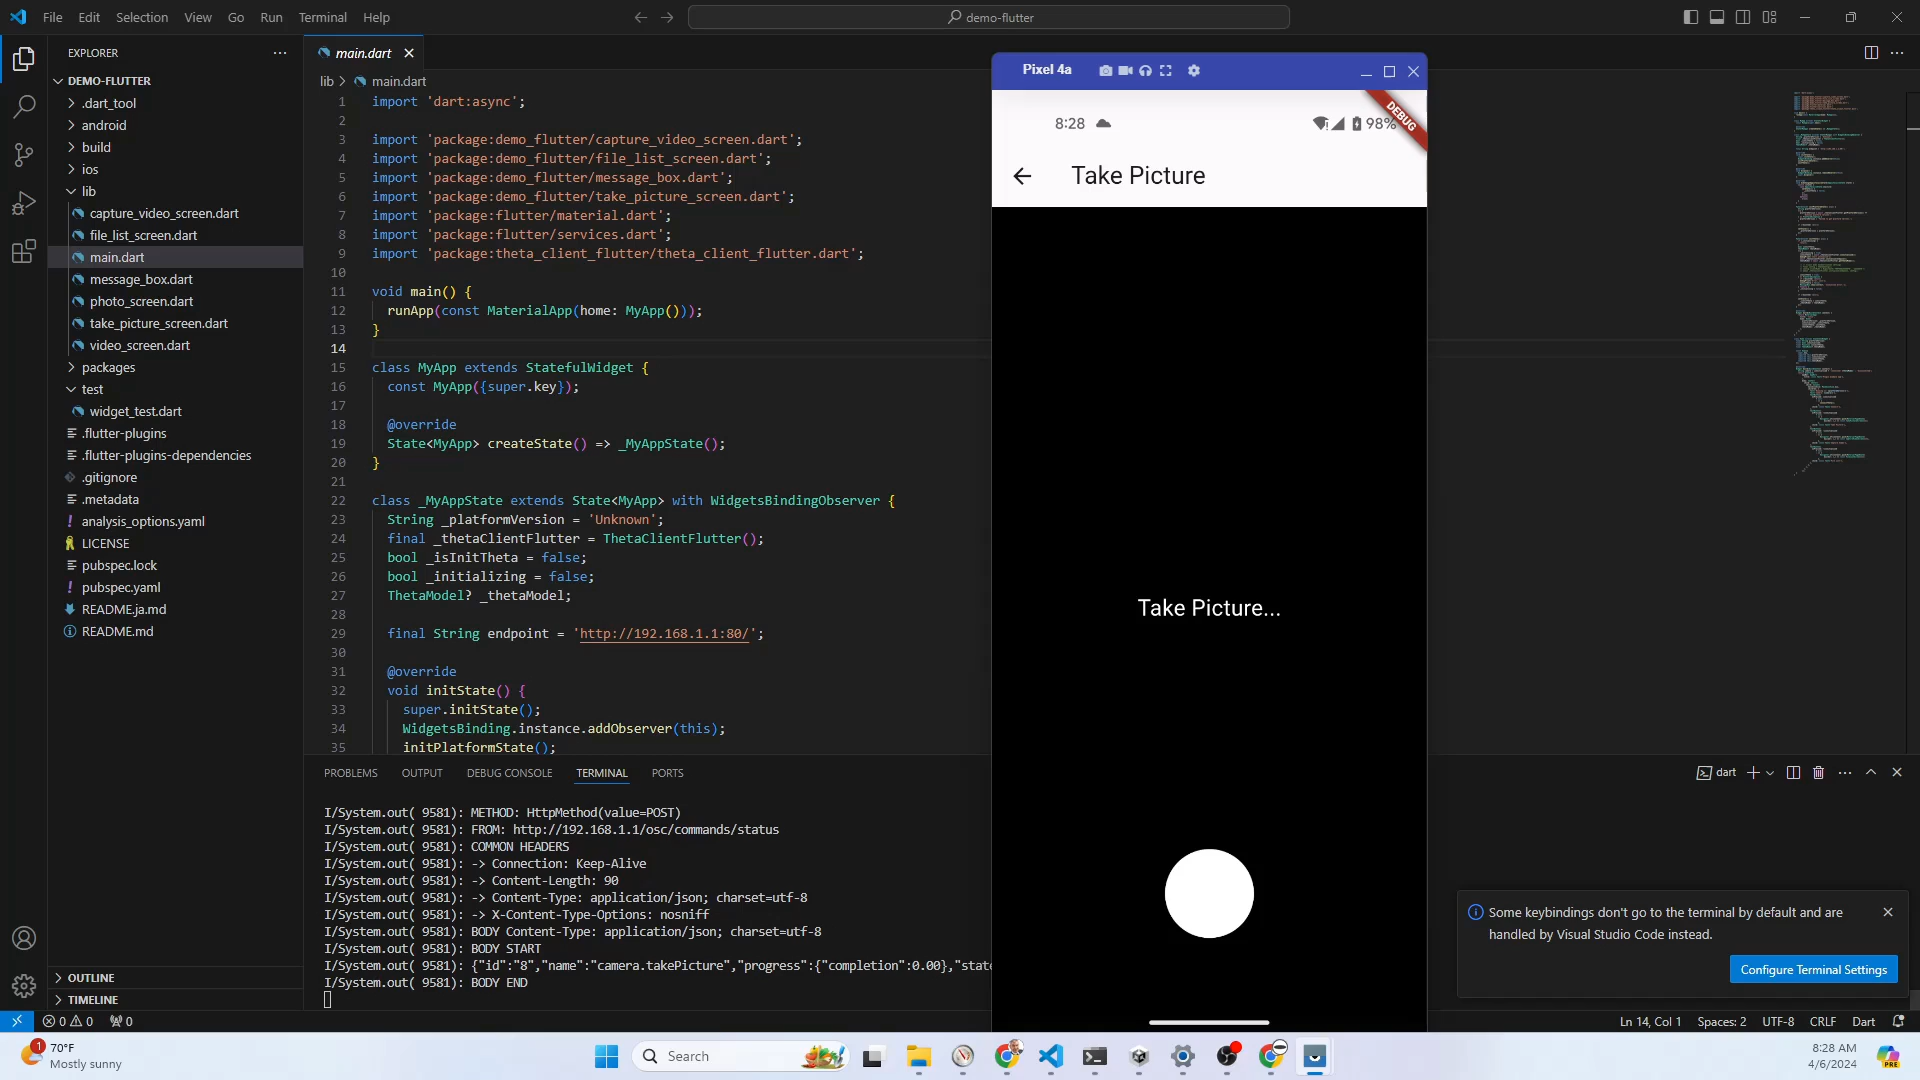 File Edit Selection View Go Run Terminal Help
demo-flutter
EXPLORER
DEMO-FLUTTER
.dart_tool
android
build
ios
lib
capture_video_screen.dart
file_list_screen.dart
main.dart
message_box.dart
photo_screen.dart
take_picture_screen.dart
video_screen.dart
packages
test
widget_test.dart
.flutter-plugins
.flutter-plugins-dependencies
.gitignore
.metadata
analysis_options.yaml
LICENSE
pubspec.lock
pubspec.yaml
README.ja.md
README.md
OUTLINE
TIMELINE
main.dart
lib > main.dart
1 import 'dart:async';
2
3 import 'package:demo_flutter/capture_video_screen.dart';
4 import 'package:demo_flutter/file_list_screen.dart';
5 import 'package:demo_flutter/message_box.dart';
6 import 'package:demo_flutter/take_picture_screen.dart';
7 import 'package:flutter/material.dart';
8 import 'package:flutter/services.dart';
9 import 'package:theta_client_flutter/theta_client_flutter.dart';
10
11 void main() {
12 runApp(const MaterialApp(home: MyApp()));
13 }
14
15 class MyApp extends StatefulWidget {
16 const MyApp({super.key});
17
18 @override
19 State<MyApp> createState() => _MyAppState();
20 }
21
22 class _MyAppState extends State<MyApp> with WidgetsBindingObserver {
23 String _platformVersion = 'Unknown';
24 final _thetaClientFlutter = ThetaClientFlutter();
25 bool _isInitTheta = false;
26 bool _initializing = false;
27 ThetaModel? _thetaModel;
28
29 final String endpoint = 'http://192.168.1.1:80/';
30
31 @override
32 void initState() {
33 super.initState();
34 WidgetsBinding.instance.addObserver(this);
35 initPlatformState();
Pixel 4a
8:28
98%
DEBUG
Take Picture
Take Picture...
PROBLEMS OUTPUT DEBUG CONSOLE TERMINAL PORTS
dart
I/System.out( 9581): METHOD: HttpMethod(value=POST)
I/System.out( 9581): FROM: http://192.168.1.1/osc/commands/status
I/System.out( 9581): COMMON HEADERS
I/System.out( 9581): -> Connection: Keep-Alive
I/System.out( 9581): -> Content-Length: 90
I/System.out( 9581): -> Content-Type: application/json; charset=utf-8
I/System.out( 9581): -> X-Content-Type-Options: nosniff
I/System.out( 9581): BODY Content-Type: application/json; charset=utf-8
I/System.out( 9581): BODY START
I/System.out( 9581): {"id":"8","name":"camera.takePicture","progress":{"completion":0.00},"state
I/System.out( 9581): BODY END
Some keybindings don't go to the terminal by default and are
handled by Visual Studio Code instead.
Configure Terminal Settings
0 0 0
Ln 14, Col 1 Spaces: 2 UTF-8 CRLF Dart
1
70°F
Mostly sunny
Search
PRE
8:28 AM
4/6/2024